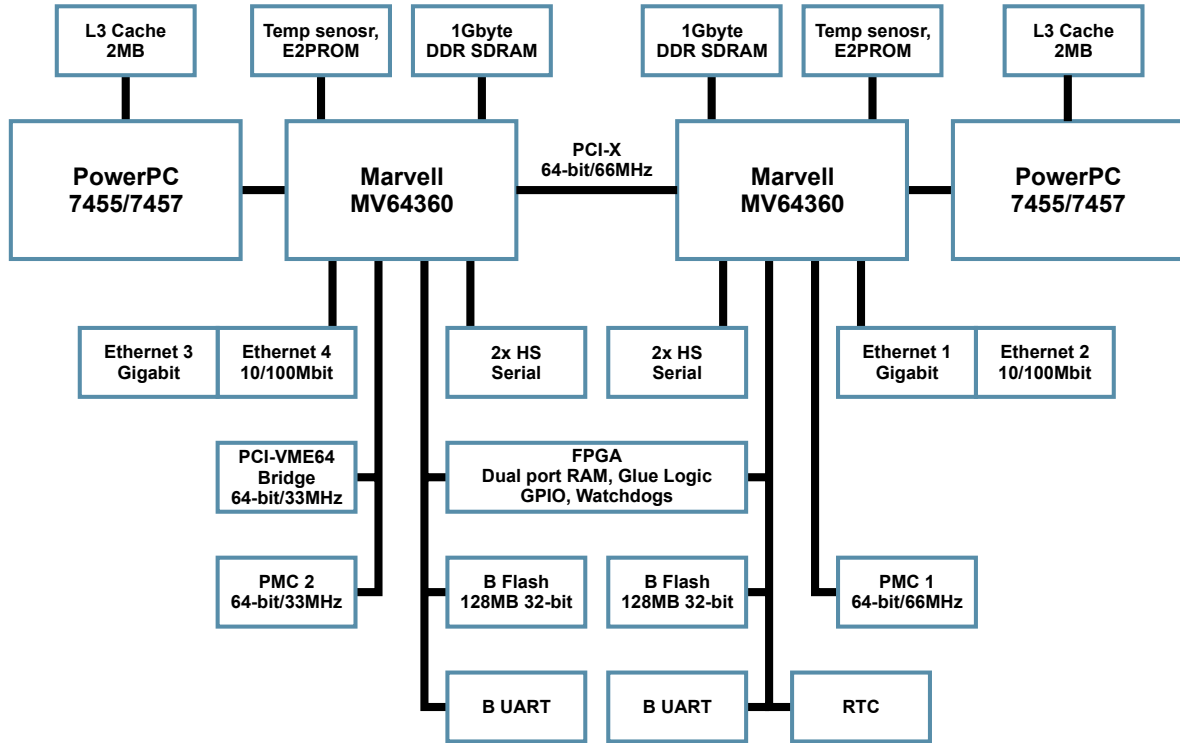 L3 Cache
2MB
Temp senosr,
E2PROM
1Gbyte
DDR SDRAM
1Gbyte
DDR SDRAM
Temp senosr,
E2PROM
L3 Cache
2MB
PowerPC
7455/7457
Marvell
MV64360
PCI-X
64-bit/66MHz
Marvell
MV64360
PowerPC
7455/7457
Ethernet 3
Gigabit
Ethernet 4
10/100Mbit
2x HS
Serial
2x HS
Serial
Ethernet 1
Gigabit
Ethernet 2
10/100Mbit
PCI-VME64
Bridge
64-bit/33MHz
FPGA
Dual port RAM, Glue Logic
GPIO, Watchdogs
PMC 2
64-bit/33MHz
B Flash
128MB 32-bit
B Flash
128MB 32-bit
PMC 1
64-bit/66MHz
B UART
B UART
RTC